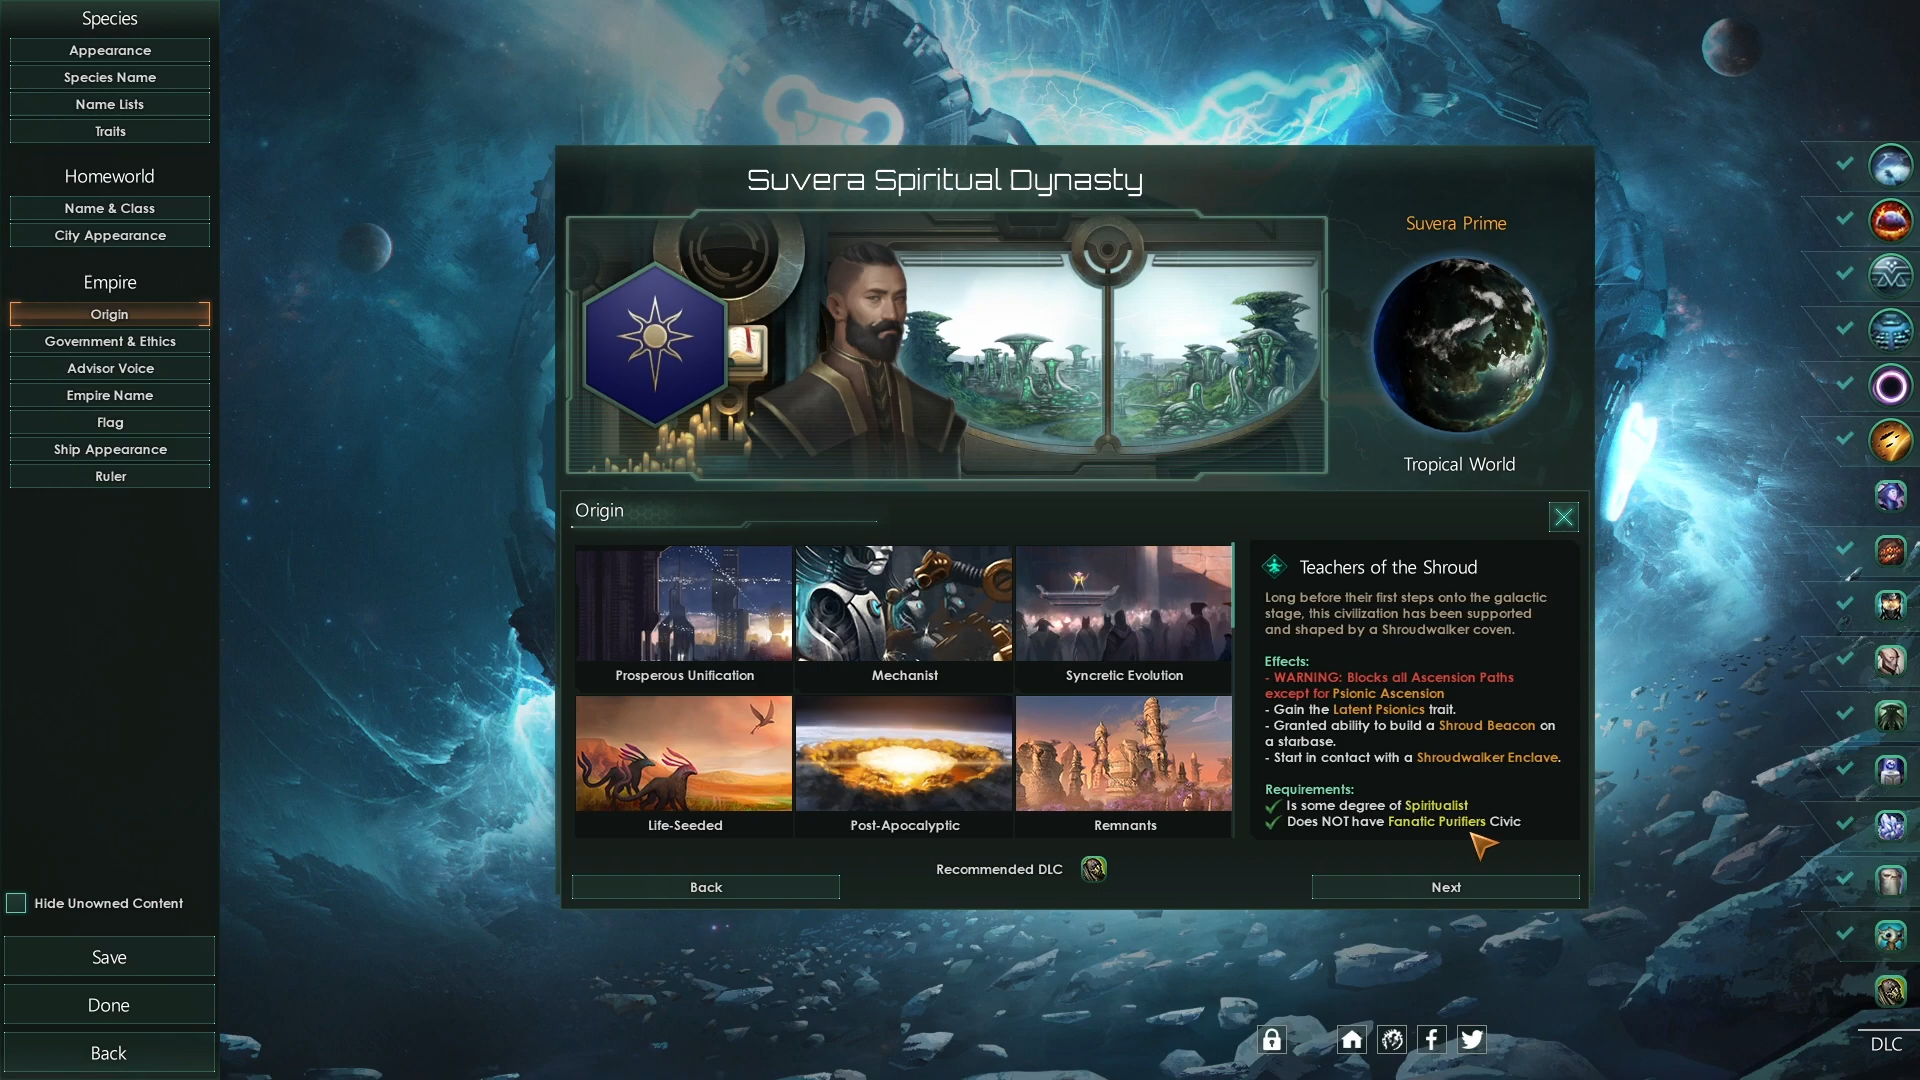 Species
Appearance
Species Name
Name Lists
Traits
Homeworld
Name & Class
City Appearance
Empire
Origin
Government & Ethics
Advisor Voice
Empire Name
Flag
Ship Appearance
Ruler
Hide Unowned Content
Save
Done
Back
Suvera Spiritual Dynasty
Suvera Prime
Tropical World
Origin
Prosperous Unification
Mechanist
Syncretic Evolution
Life-Seeded
Post-Apocalyptic
Remnants
Teachers of the Shroud
Long before their first steps onto the galactic
stage, this civilization has been supported
and shaped by a Shroudwalker coven.
Effects:
- WARNING: Blocks all Ascension Paths
except for Psionic Ascension
- Gain the Latent Psionics trait.
- Granted ability to build a Shroud Beacon on
a starbase.
- Start in contact with a Shroudwalker Enclave.
Requirements:
Is some degree of Spiritualist
Does NOT have Fanatic Purifiers Civic
Recommended DLC
Back
Next
DLC